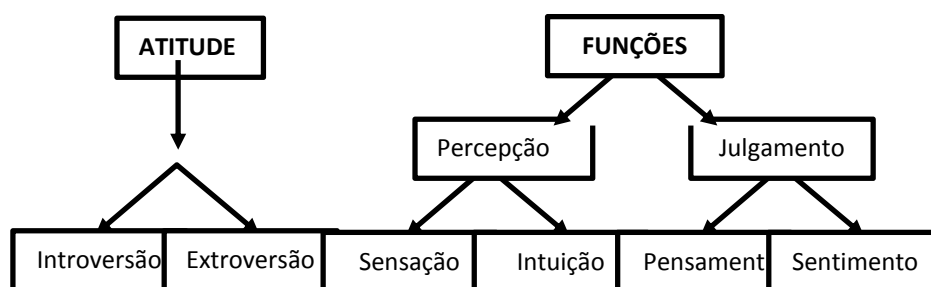 ATITUDE
FUNÇÕES
Percepção
Julgamento
Introversão
Extroversão
Sensação
Intuição
Pensament
Sentimento